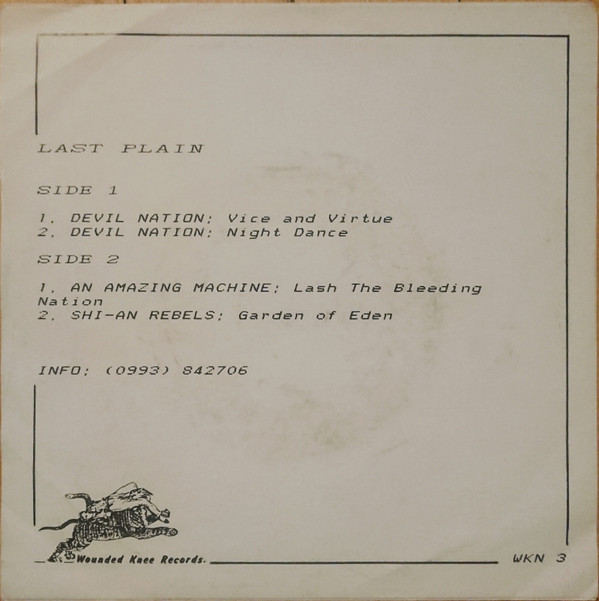 LAST PLAIN
SIDE 1
1. DEVIL NATION; Vice and Virtue
2. DEVIL NATION; Night Dance
SIDE 2
1. AN AMAZING MACHINE; Lash The Bleeding
Nation
2. SHI-AN REBELS; Garden of Eden
INFO; (0993) 842706
Wounded Knee Records.
WKN 3